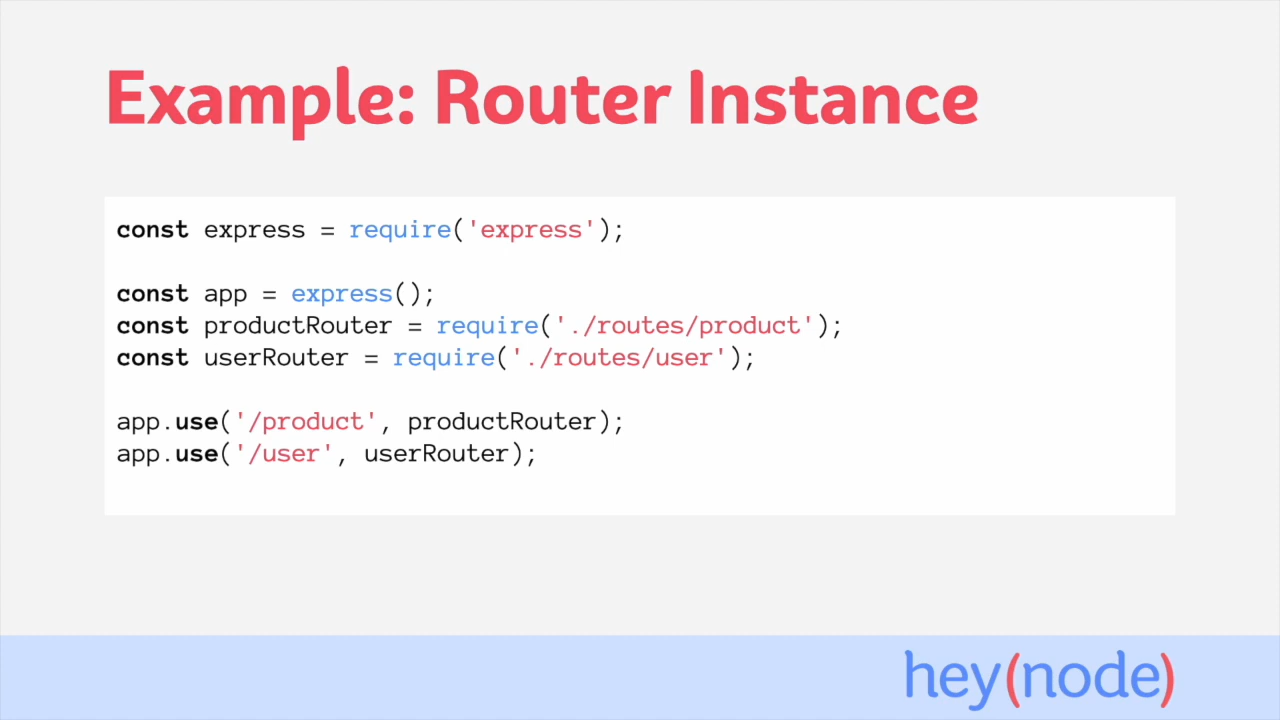 Example: Router Instance
const express = require('express');
const app = express();
const productRouter = require('./routes/product');
const userRouter = require('./routes/user');
app.use('/product', productRouter);
app.use('/user', userRouter);
hey(node)